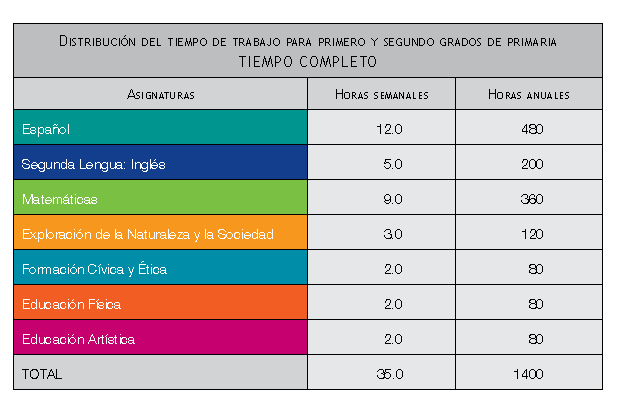 Distribución del tiempo de trabajo para primero y segundo grados de primaria
TIEMPO COMPLETO
Asignaturas Horas semanales Horas anuales
Español 12.0 480
Segunda Lengua: Inglés 5.0 200
Matemáticas 9.0 360
Exploración de la Naturaleza y la Sociedad 3.0 120
Formación Cívica y Ética 2.0 80
Educación Física 2.0 80
Educación Artística 2.0 80
TOTAL 35.0 1400